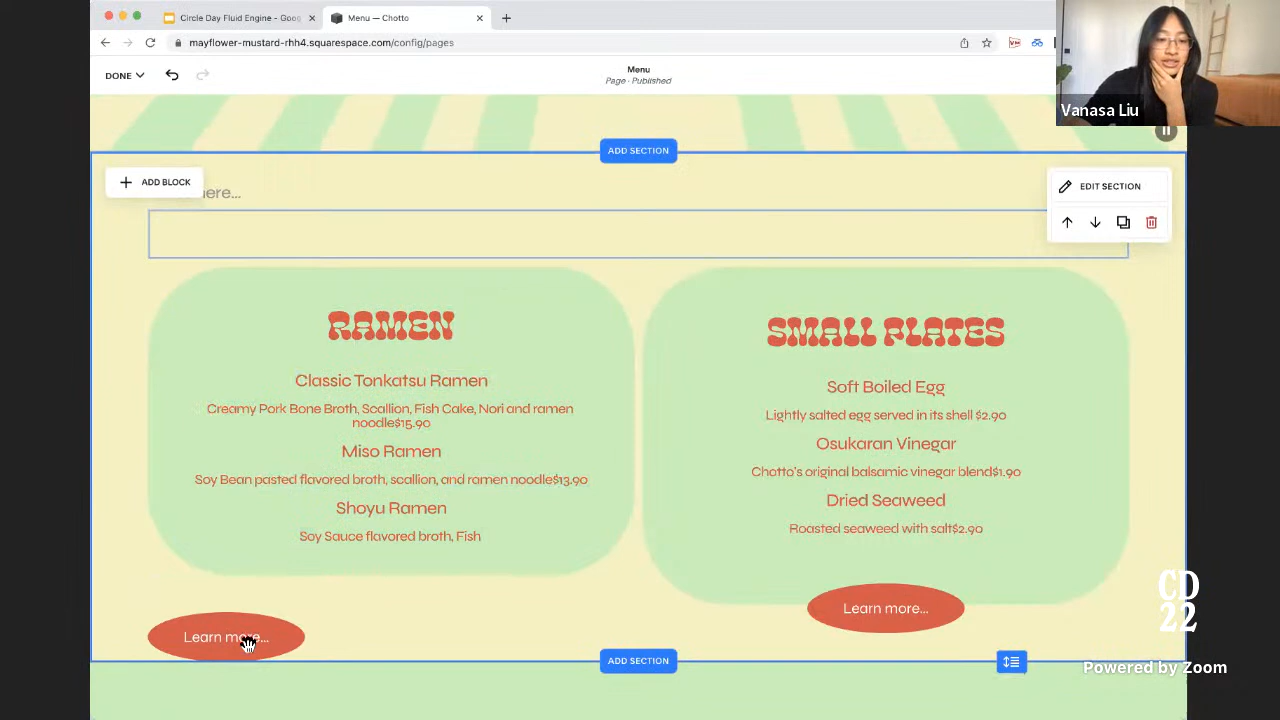 Circle Day Fluid Engine - Goog
Menu — Chotto
mayflower-mustard-rhh4.squarespace.com/config/pages
DONE
Menu
Page · Published
Vanasa Liu
ADD SECTION
ADD BLOCK
here...
EDIT SECTION
RAMEN
Classic Tonkatsu Ramen
Creamy Pork Bone Broth, Scallion, Fish Cake, Nori and ramen
noodle$15.90
Miso Ramen
Soy Bean pasted flavored broth, scallion, and ramen noodle$13.90
Shoyu Ramen
Soy Sauce flavored broth, Fish
Learn more...
SMALL PLATES
Soft Boiled Egg
Lightly salted egg served in its shell $2.90
Osukaran Vinegar
Chotto's original balsamic vinegar blend$1.90
Dried Seaweed
Roasted seaweed with salt$2.90
Learn more...
ADD SECTION
CD
22
Powered by Zoom